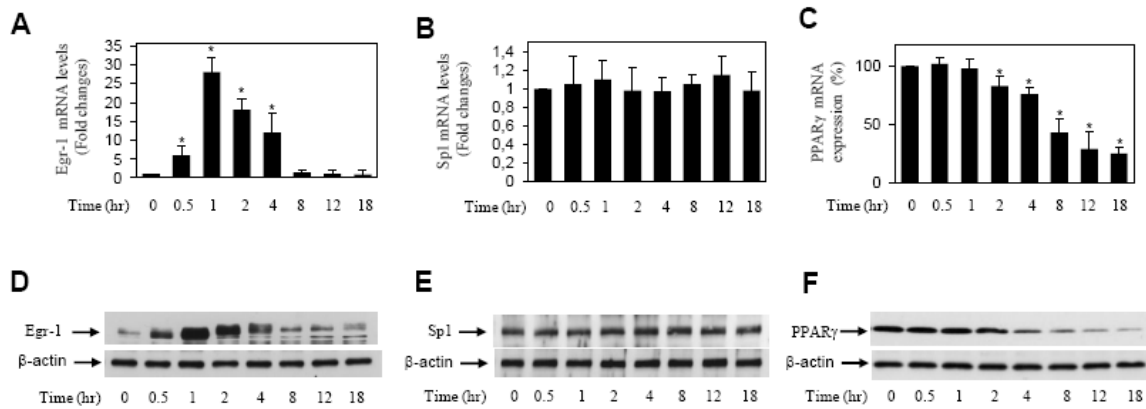 A
Egr-1 mRNA levels
(Fold changes)
35
30
25
20
15
10
5
0
* * * *
Time (hr) 0 0.5 1 2 4 8 12 18
B
Sp1 mRNA levels
(Fold changes)
1,4
1,2
1
0,8
0,6
0,4
0,2
0
Time (hr) 0 0.5 1 2 4 8 12 18
C
PPARγ mRNA
expression (%)
100
50
0
* * * * *
Time (hr) 0 0.5 1 2 4 8 12 18
D
Egr-1
β-actin
Time (hr) 0 0.5 1 2 4 8 12 18
E
Sp1
β-actin
Time (hr) 0 0.5 1 2 4 8 12 18
F
PPARγ
β-actin
Time (hr) 0 0.5 1 2 4 8 12 18